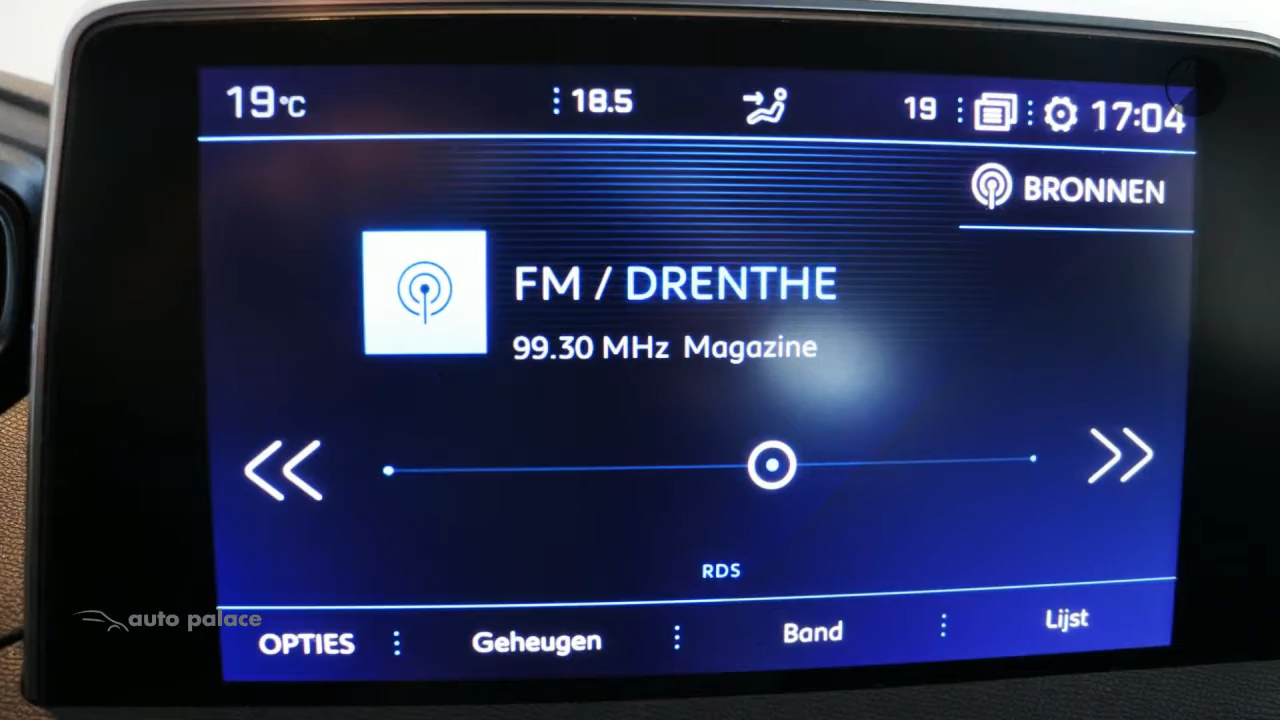 19°C 18.5 19 17:04
BRONNEN
FM / DRENTHE
99.30 MHz Magazine
RDS
OPTIES Geheugen Band Lijst
auto palace